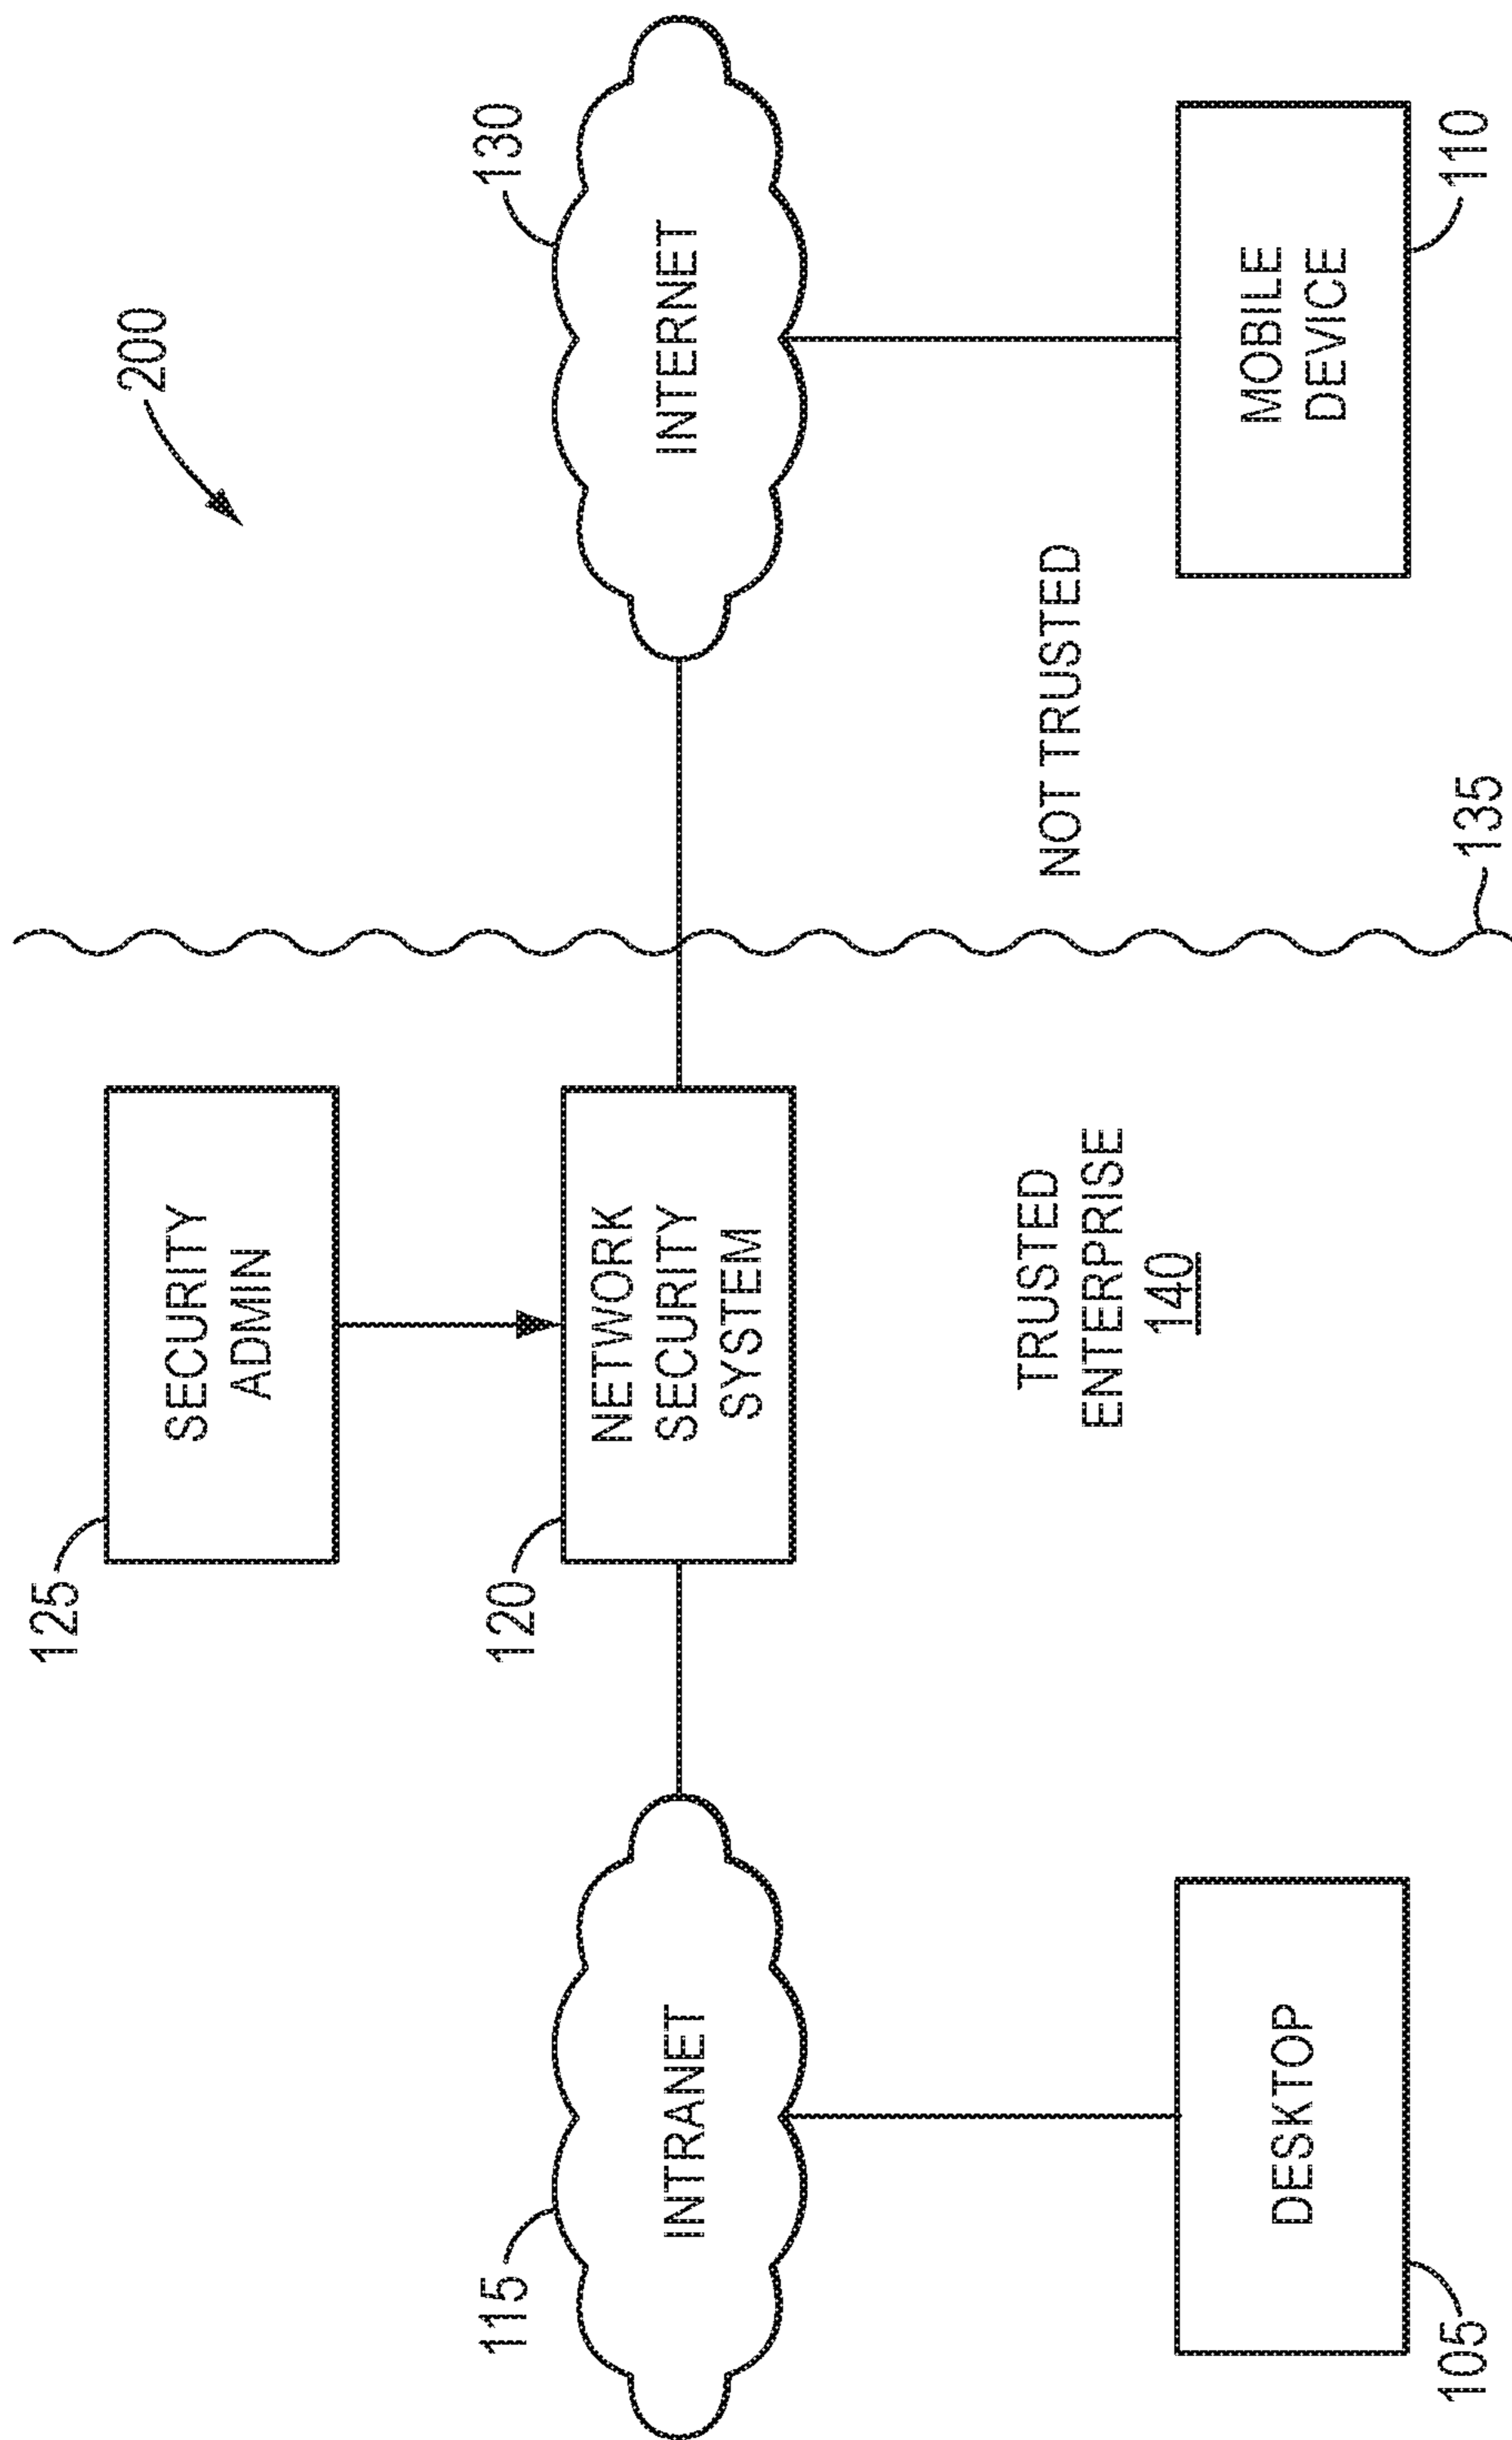 200
125
SECURITY
ADMIN
130
INTERNET
120
NETWORK
SECURITY
SYSTEM
115
INTRANET
NOT TRUSTED
TRUSTED
ENTERPRISE
140
MOBILE
DEVICE
110
DESKTOP
105
135